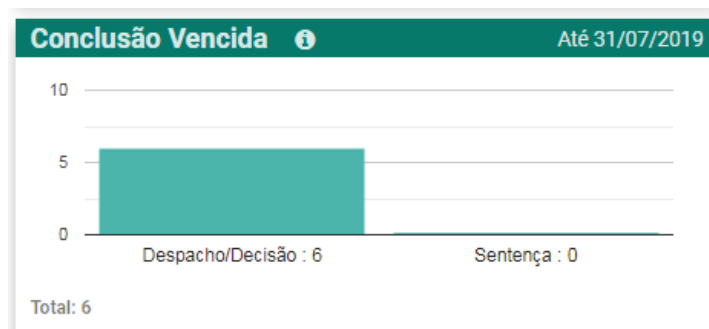 Conclusão Vencida Até 31/07/2019
10
5
0
Despacho/Decisão : 6 Sentença : 0
Total: 6